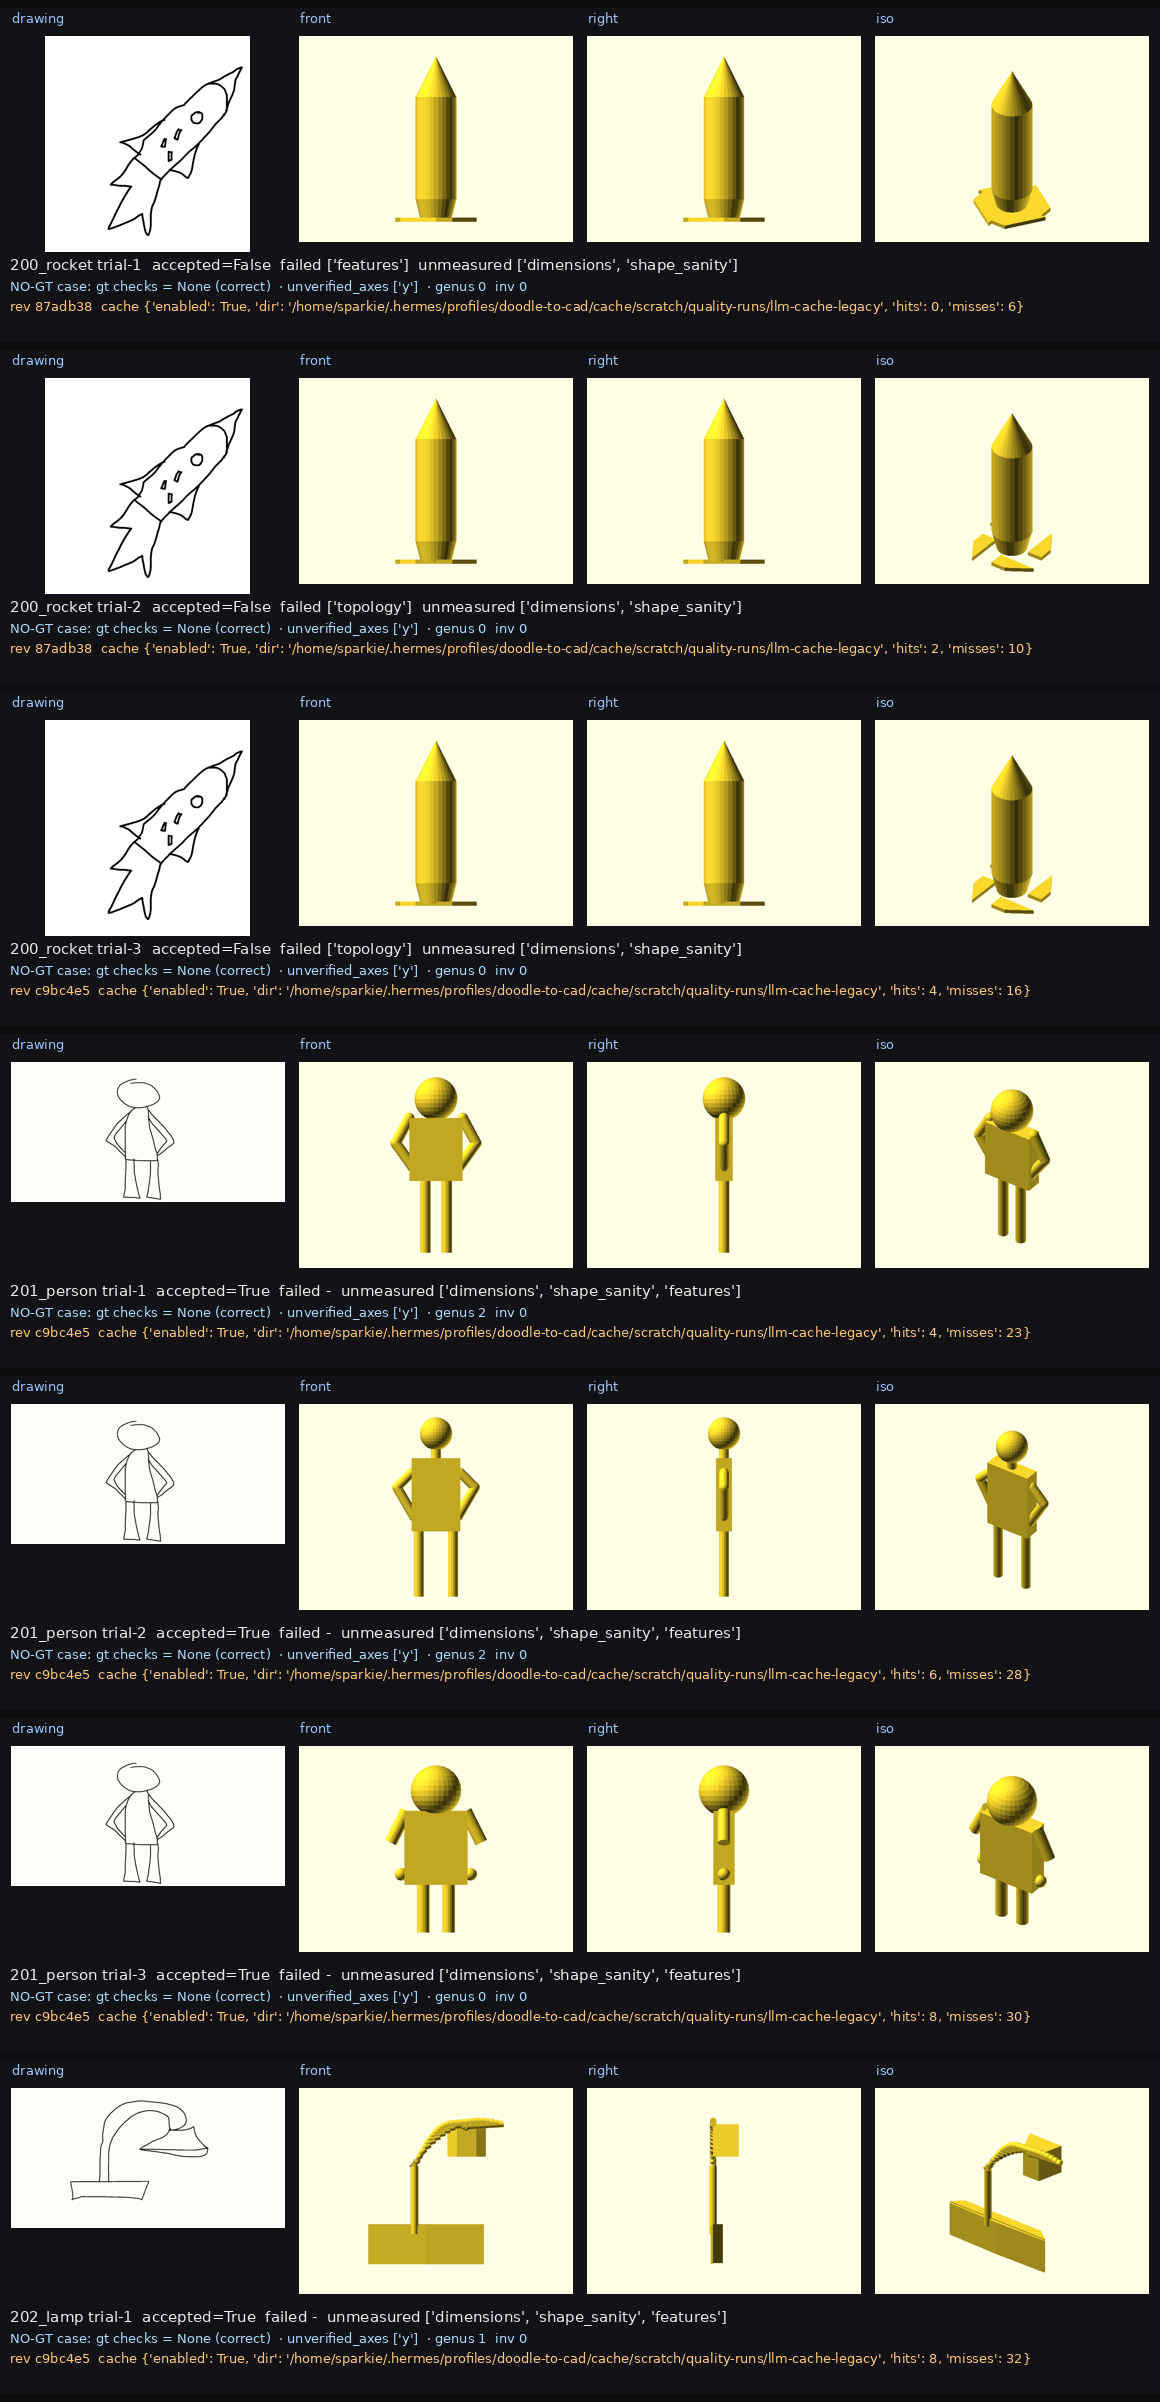 drawing front right iso
200_rocket trial-1 accepted=False failed ['features'] unmeasured ['dimensions', 'shape_sanity']
NO-GT case: gt checks = None (correct) · unverified_axes ['y'] · genus 0 inv 0
rev 87adb38 cache {'enabled': True, 'dir': '/home/sparkie/.hermes/profiles/doodle-to-cad/cache/scratch/quality-runs/llm-cache-legacy', 'hits': 0, 'misses': 6}
drawing front right iso
200_rocket trial-2 accepted=False failed ['topology'] unmeasured ['dimensions', 'shape_sanity']
NO-GT case: gt checks = None (correct) · unverified_axes ['y'] · genus 0 inv 0
rev 87adb38 cache {'enabled': True, 'dir': '/home/sparkie/.hermes/profiles/doodle-to-cad/cache/scratch/quality-runs/llm-cache-legacy', 'hits': 2, 'misses': 10}
drawing front right iso
200_rocket trial-3 accepted=False failed ['topology'] unmeasured ['dimensions', 'shape_sanity']
NO-GT case: gt checks = None (correct) · unverified_axes ['y'] · genus 0 inv 0
rev c9bc4e5 cache {'enabled': True, 'dir': '/home/sparkie/.hermes/profiles/doodle-to-cad/cache/scratch/quality-runs/llm-cache-legacy', 'hits': 4, 'misses': 16}
drawing front right iso
201_person trial-1 accepted=True failed - unmeasured ['dimensions', 'shape_sanity', 'features']
NO-GT case: gt checks = None (correct) · unverified_axes ['y'] · genus 2 inv 0
rev c9bc4e5 cache {'enabled': True, 'dir': '/home/sparkie/.hermes/profiles/doodle-to-cad/cache/scratch/quality-runs/llm-cache-legacy', 'hits': 4, 'misses': 23}
drawing front right iso
201_person trial-2 accepted=True failed - unmeasured ['dimensions', 'shape_sanity', 'features']
NO-GT case: gt checks = None (correct) · unverified_axes ['y'] · genus 2 inv 0
rev c9bc4e5 cache {'enabled': True, 'dir': '/home/sparkie/.hermes/profiles/doodle-to-cad/cache/scratch/quality-runs/llm-cache-legacy', 'hits': 6, 'misses': 28}
drawing front right iso
201_person trial-3 accepted=True failed - unmeasured ['dimensions', 'shape_sanity', 'features']
NO-GT case: gt checks = None (correct) · unverified_axes ['y'] · genus 0 inv 0
rev c9bc4e5 cache {'enabled': True, 'dir': '/home/sparkie/.hermes/profiles/doodle-to-cad/cache/scratch/quality-runs/llm-cache-legacy', 'hits': 8, 'misses': 30}
drawing front right iso
202_lamp trial-1 accepted=True failed - unmeasured ['dimensions', 'shape_sanity', 'features']
NO-GT case: gt checks = None (correct) · unverified_axes ['y'] · genus 1 inv 0
rev c9bc4e5 cache {'enabled': True, 'dir': '/home/sparkie/.hermes/profiles/doodle-to-cad/cache/scratch/quality-runs/llm-cache-legacy', 'hits': 8, 'misses': 32}